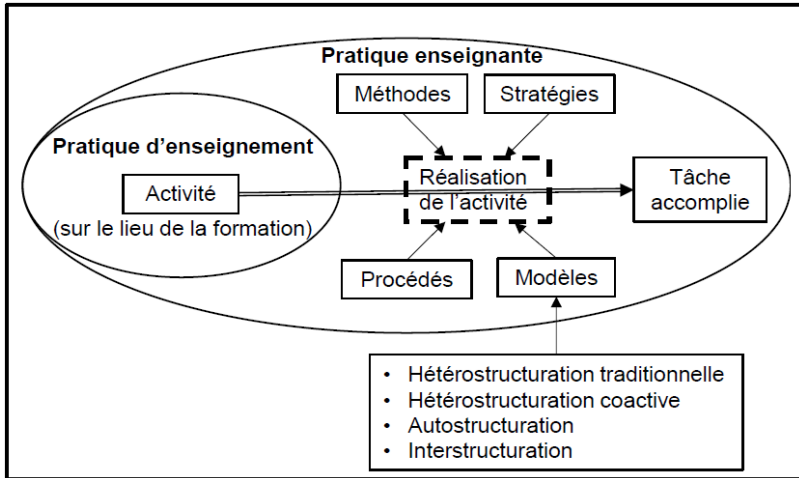 Pratique enseignante
Méthodes
Stratégies
Pratique d'enseignement
Activité
(sur le lieu de la formation)
Réalisation
de l'activité
Tâche
accomplie
Procédés
Modèles
• Hétérostructuration traditionnelle
• Hétérostructuration coactive
• Autostructuration
• Interstructuration